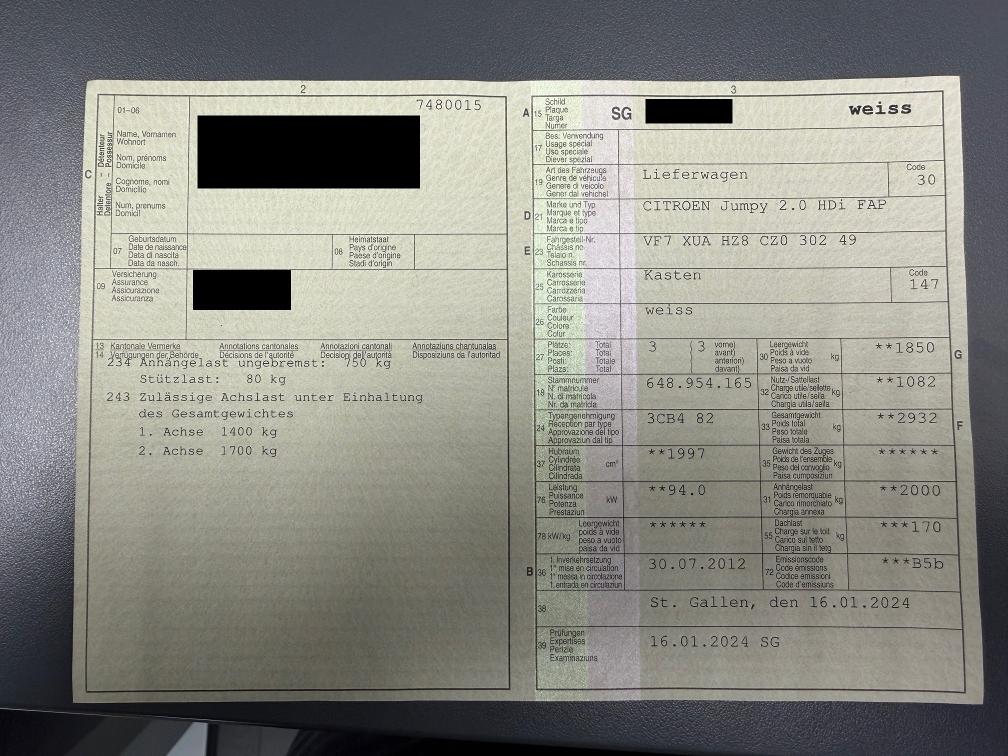 2
7480015
C
Halter - Détenteur
Detentore - Possessur
01-06
Name, Vornamen
Wohnort
Nom, prénoms
Domicile
Cognome, nomi
Domicilio
Num, prenums
Domicil
07
Geburtsdatum
Date de naissance
Data di nascita
Data da nasch.
08
Heimatstaat
Pays d'origine
Paese d'origine
Stadi d'origin
09
Versicherung
Assurance
Assicurazione
Assicuranza
13 Kantonale Vermerke Annotations cantonales Annotazioni cantonali Annotaziuns chantunalas
14 Verfügungen der Behörde Décisions de l'autorité Decisioni dell'autorità Disposiziuns da l'autoritad
234 Anhängelast ungebremst: 750 kg
Stützlast: 80 kg
243 Zulässige Achslast unter Einhaltung
des Gesamtgewichtes
1. Achse 1400 kg
2. Achse 1700 kg
3
A 15
Schild
Plaque
Targa
Numer
SG
weiss
17
Bes. Verwendung
Usage spécial
Uso speciale
Diever spezial
19
Art des Fahrzeugs
Genre de véhicule
Genere di veicolo
Gener dal vehichel
Lieferwagen
Code
30
D 21
Marke und Typ
Marque et type
Marca e tipo
Marca e tip
CITROEN Jumpy 2.0 HDi FAP
E 23
Fahrgestell-Nr.
Châssis no
Telaio n.
Schassis nr.
VF7 XUA HZ8 CZ0 302 49
25
Karosserie
Carrosserie
Carrozzeria
Carossaria
Kasten
Code
147
26
Farbe
Couleur
Colore
Colur
weiss
27
Plätze: Total
Places: Total
Posti: Totale
Plazs: Total
3 (3 vorne)
avant)
anteriori)
davant)
30
Leergewicht
Poids à vide
Peso a vuoto
Paisa da vid
kg
**1850
G
18
Stammnummer
N° matricule
N. di matricola
Nr. da matricla
648.954.165
32
Nutz-/Sattellast
Charge utile/sellette
Carico utile/sella
Chargia utila/sella
kg
**1082
24
Typengenehmigung
Réception par type
Approvazione del tipo
Approvaziun dal tip
3CB4 82
33
Gesamtgewicht
Poids total
Peso totale
Paisa totala
kg
**2932
F
37
Hubraum
Cylindrée
Cilindrata
Cilindrada
cm³
**1997
35
Gewicht des Zuges
Poids de l'ensemble
Peso del convoglio
Paisa cumposiziun
kg
******
76
Leistung
Puissance
Potenza
Prestaziun
kW
**94.0
31
Anhängelast
Poids remorquable
Carico rimorchiato
Chargia annexa
kg
**2000
78 kW/kg
Leergewicht
poids à vide
peso a vuoto
paisa da vid
******
55
Dachlast
Charge sur le toit
Carico sul tetto
Chargia sin il tetg
kg
***170
B 36
1. Inverkehrsetzung
1re mise en circulation
1a messa in circolazione
1. entrada en circulaziun
30.07.2012
72
Emissionscode
Code émissions
Codice emissioni
Code d'emissiuns
***B5b
38
St. Gallen, den 16.01.2024
39
Prüfungen
Expertises
Perizie
Examinaziuns
16.01.2024 SG